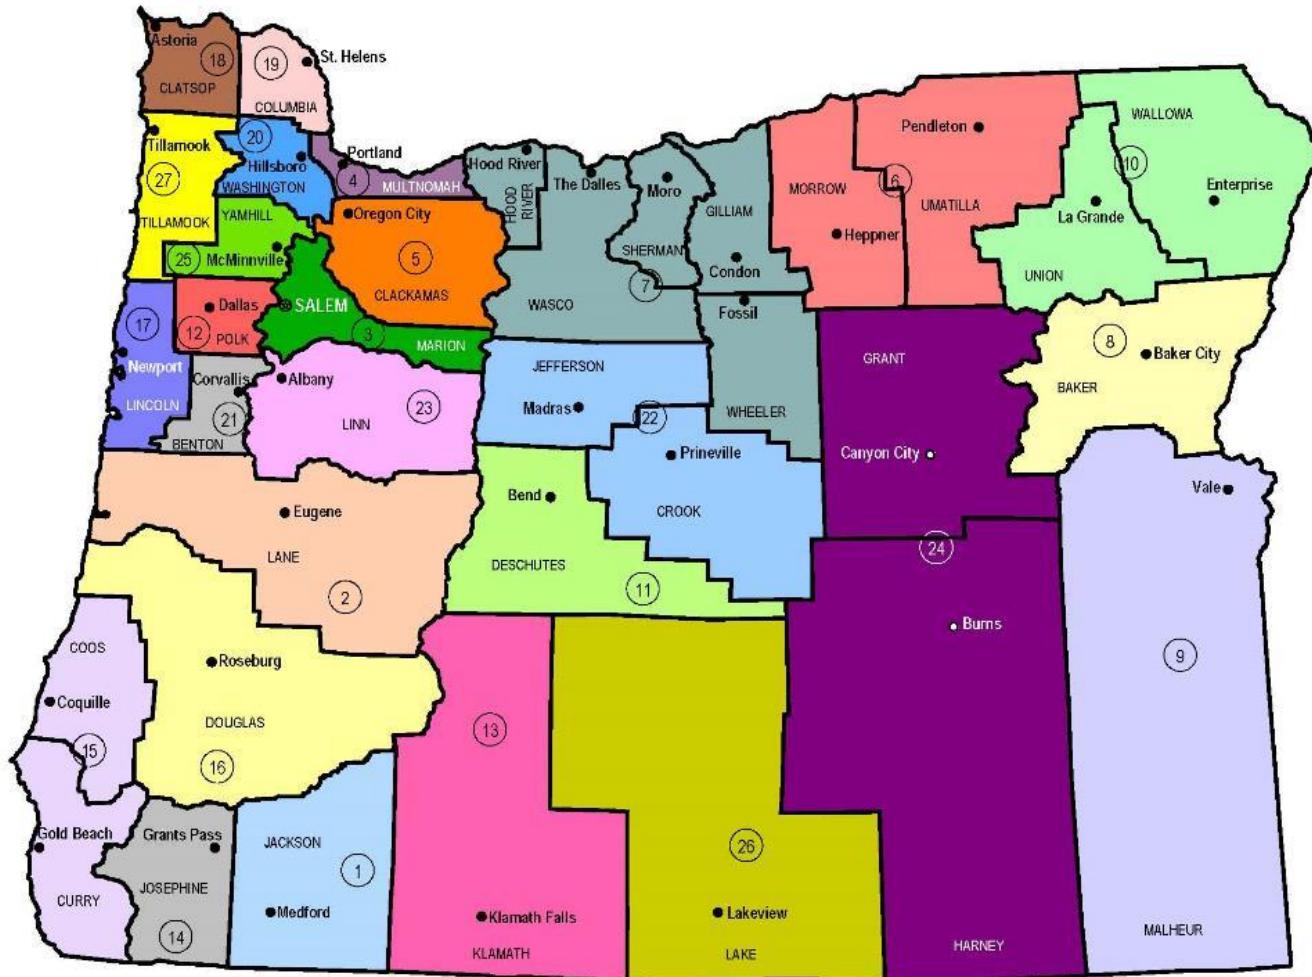 Astoria
18
CLATSOP
19
St. Helens
COLUMBIA
Tillamook
27
TILLAMOOK
20
Hillsboro
WASHINGTON
Portland
4
MULTNOMAH
YAMHILL
25
McMinnville
Oregon City
5
CLACKAMAS
Hood River
HOOD
RIVER
The Dalles
WASCO
Moro
SHERMAN
7
GILLIAM
Condon
Fossil
WHEELER
MORROW
Heppner
6
Pendleton
UMATILLA
WALLOWA
10
Enterprise
La Grande
UNION
17
Newport
LINCOLN
Dallas
12
POLK
SALEM
3
MARION
Corvallis
21
BENTON
Albany
23
LINN
JEFFERSON
Madras
22
Prineville
CROOK
GRANT
Canyon City
24
8
Baker City
BAKER
Vale
9
MALHEUR
Eugene
LANE
2
Bend
DESCHUTES
11
Burns
HARNEY
COOS
Coquille
15
Roseburg
DOUGLAS
16
Gold Beach
CURRY
Grants Pass
JOSEPHINE
14
JACKSON
1
Medford
13
Klamath Falls
KLAMATH
26
Lakeview
LAKE